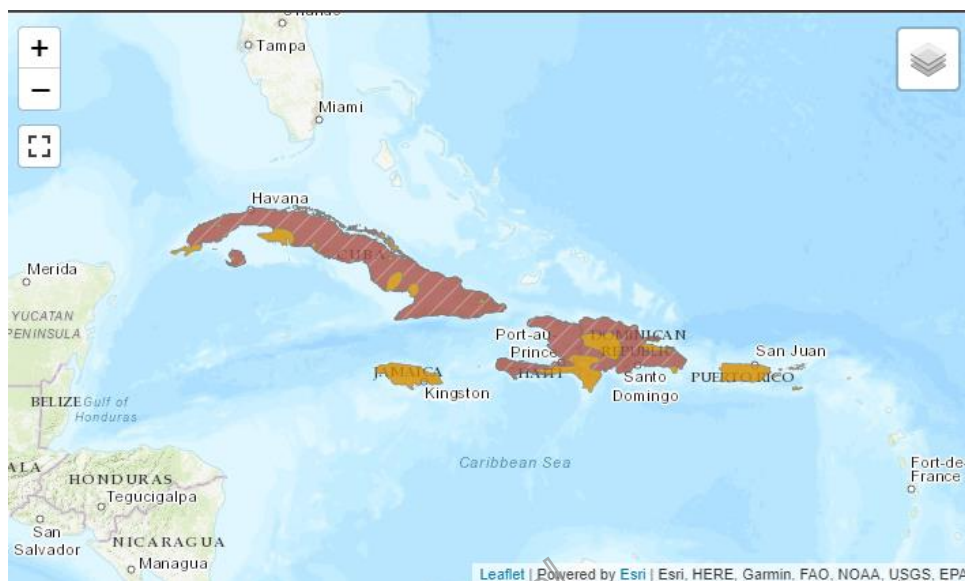 +
Tampa
−
Miami
Havana
CUBA
Merida
YUCATAN
PENINSULA
Port-au
Prince
DOMINICAN
REPUBLIC
San Juan
JAMAICA
HAITI
PUERTO RICO
Kingston
Santo
Domingo
BELIZE
Gulf of
Honduras
Caribbean Sea
ALA
HONDURAS
Tegucigalpa
Fort-de-
France
San
Salvador
NICARAGUA
Managua
Leaflet | Powered by Esri | Esri, HERE, Garmin, FAO, NOAA, USGS, EPA